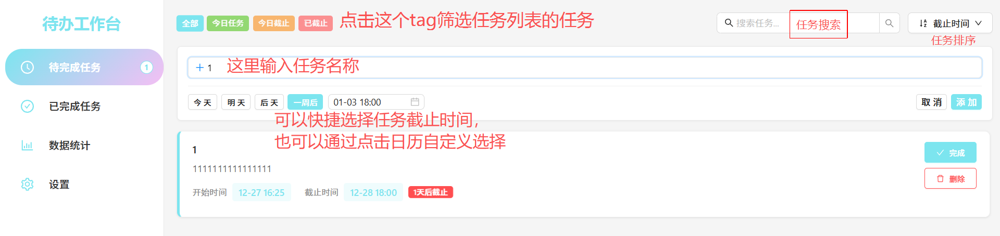 待办工作台
待完成任务 1
已完成任务
数据统计
设置
全部 今日任务 今日截止 已截止 点击这个tag筛选任务列表的任务
搜索任务... 任务搜索 截止时间
任务排序
1 这里输入任务名称
今天 明天 后天 一周后 01-03 18:00 取消 添加
可以快捷选择任务截止时间,
也可以通过点击日历自定义选择
1
1111111111111111
开始时间 12-27 16:25 截止时间 12-28 18:00 1天后截止
完成
删除